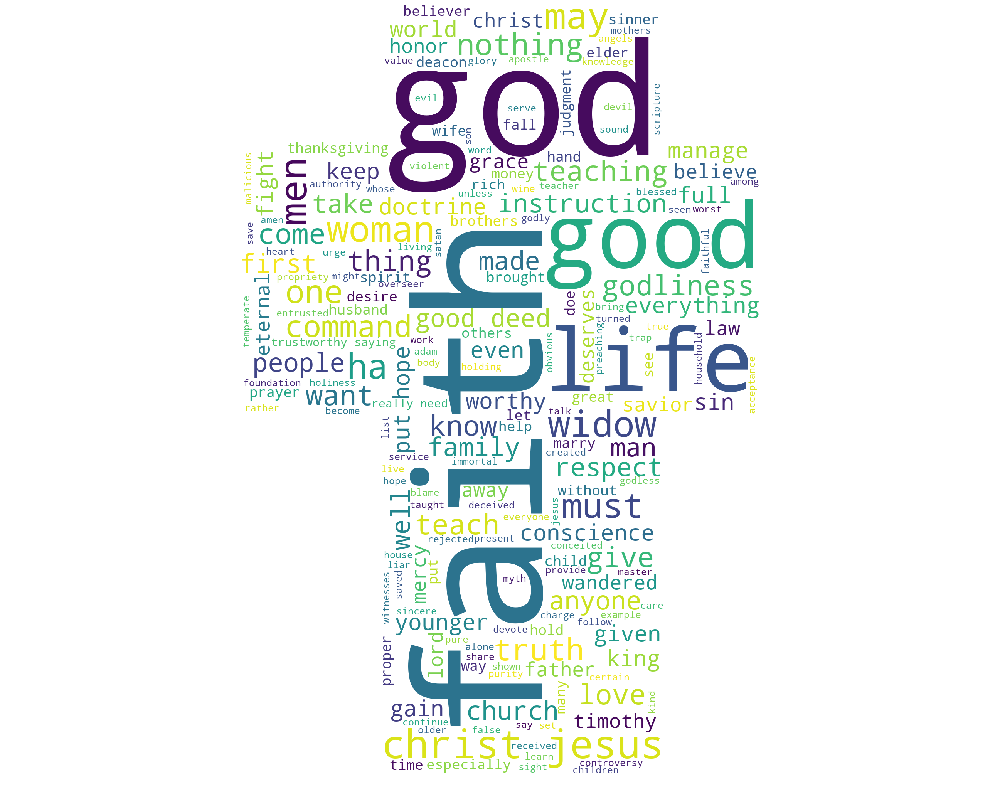 believer
christ
may
sinner
mothers
world
nothing
angels
honor
elder
value
deacon
glory
apostle
knowledge
god
evil
serve
devil
judgment
scripture
wife
fall
sound
son
thanksgiving
word
hand
manage
men
keep
violent
grace
teaching
believe
malicious
fight
authority
whose
rich
money
teacher
blessed
among
take
doctrine
unless
wine
instruction
full
seen
worst
amen
save
come
woman
brothers
godly
good
faithful
heart
urge
living
satan
first
thing
made
propriety
might
spirit
brought
overseer
godliness
eternal
one
desire
doe
bring
everything
temperate
entrusted
husband
good deed
deserves
turned
command
others
life
true
law
trustworthy saying
work
obvious
preaching
trap
household
people
ha
adam
even
see
body
foundation
holiness
holding
great
acceptance
prayer
want
put hope
really need
worthy
savior
sin
rather
become
let
talk
list
know
help
widow
faith
family
marry
man
service
created
immortal
respect
live
hope
well
blame
away
without
godless
taught
deceived
must
jesus
teach
everyone
conscience
rejected
present
conceited
house
liar
mercy
put
child
give
provide
master
saved
myth
wandered
witnesses
sincere
anyone
care
younger
charge
example
devote
hold
follow
given
proper
lord
pure
alone
truth
share
way
shown
father
king
purity
certain
many
love
kind
gain
church
timothy
continue
say
set
older
false
christ jesus
received
learn
controversy
time
especially
sight
children